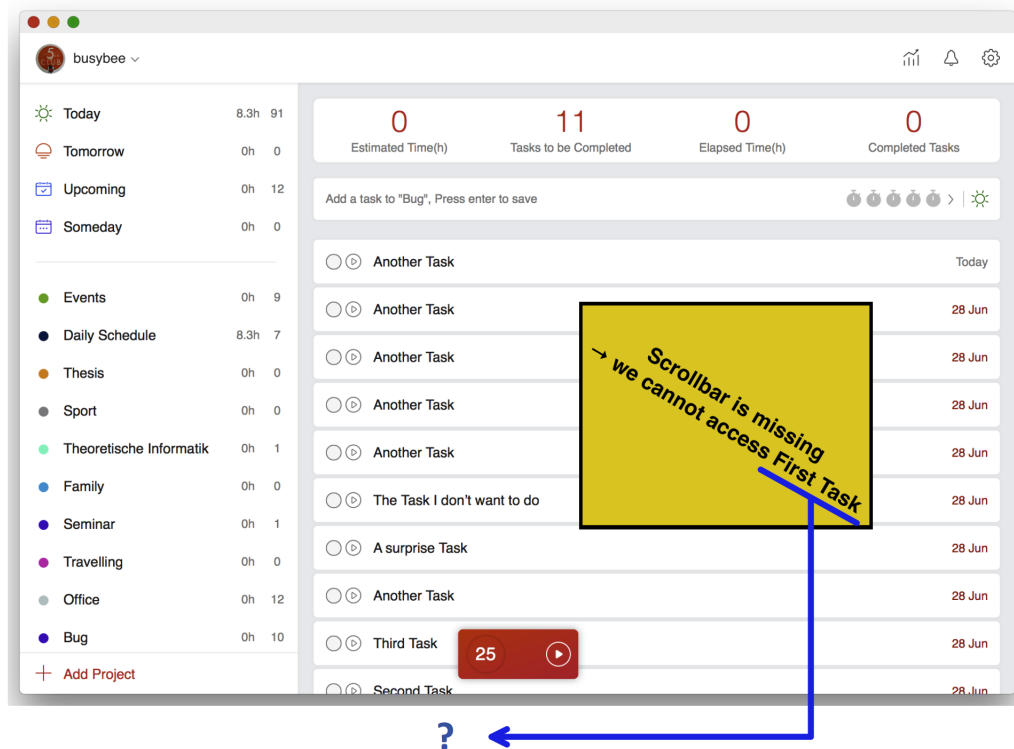 busybee
Today 8.3h 91
Tomorrow 0h 0
Upcoming 0h 12
Someday 0h 0
Events 0h 9
Daily Schedule 8.3h 7
Thesis 0h 0
Sport 0h 0
Theoretische Informatik 0h 1
Family 0h 0
Seminar 0h 1
Travelling 0h 0
Office 0h 12
Bug 0h 10
+ Add Project
0 11 0 0
Estimated Time(h) Tasks to be Completed Elapsed Time(h) Completed Tasks
Add a task to "Bug", Press enter to save
Another Task Today
Another Task 28 Jun
Another Task 28 Jun
Another Task 28 Jun
Another Task 28 Jun
The Task I don't want to do 28 Jun
A surprise Task 28 Jun
Another Task 28 Jun
Third Task 28 Jun
Second Task 28 Jun
25
Scrollbar is missing
→ we cannot access First Task
?